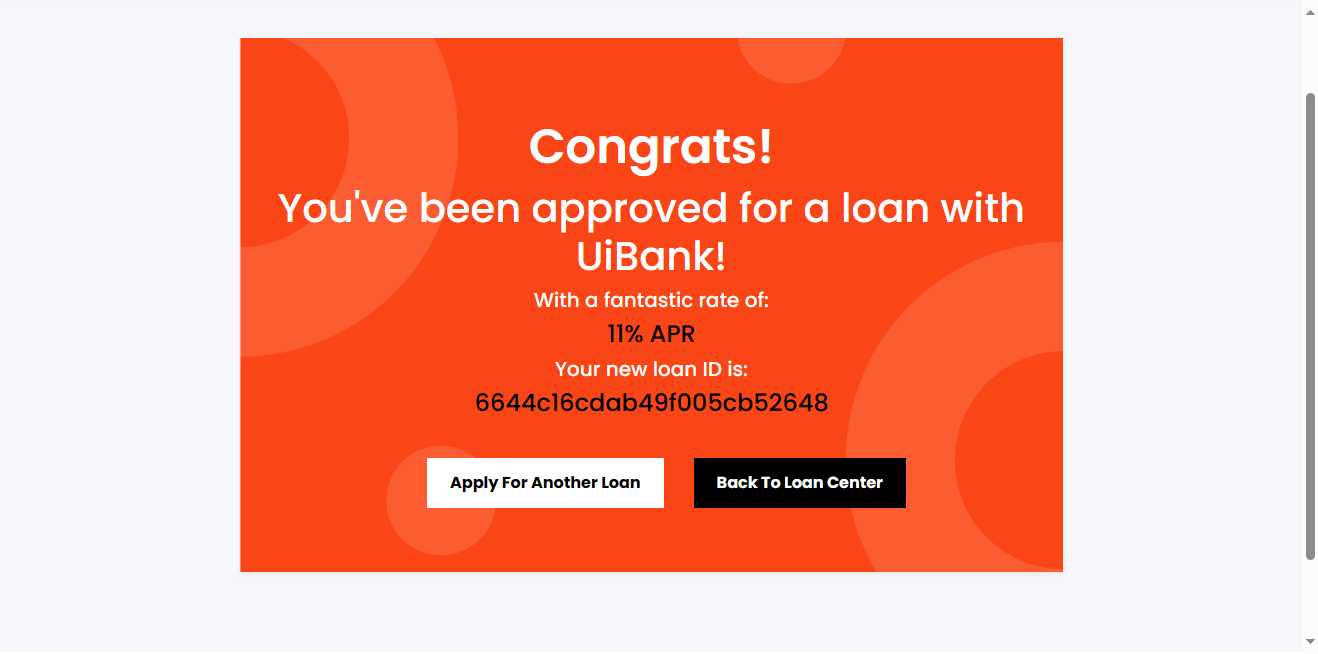 Congrats!
You've been approved for a loan with
UiBank!
With a fantastic rate of:
11% APR
Your new loan ID is:
6644c16cdab49f005cb52648
Apply For Another Loan
Back To Loan Center